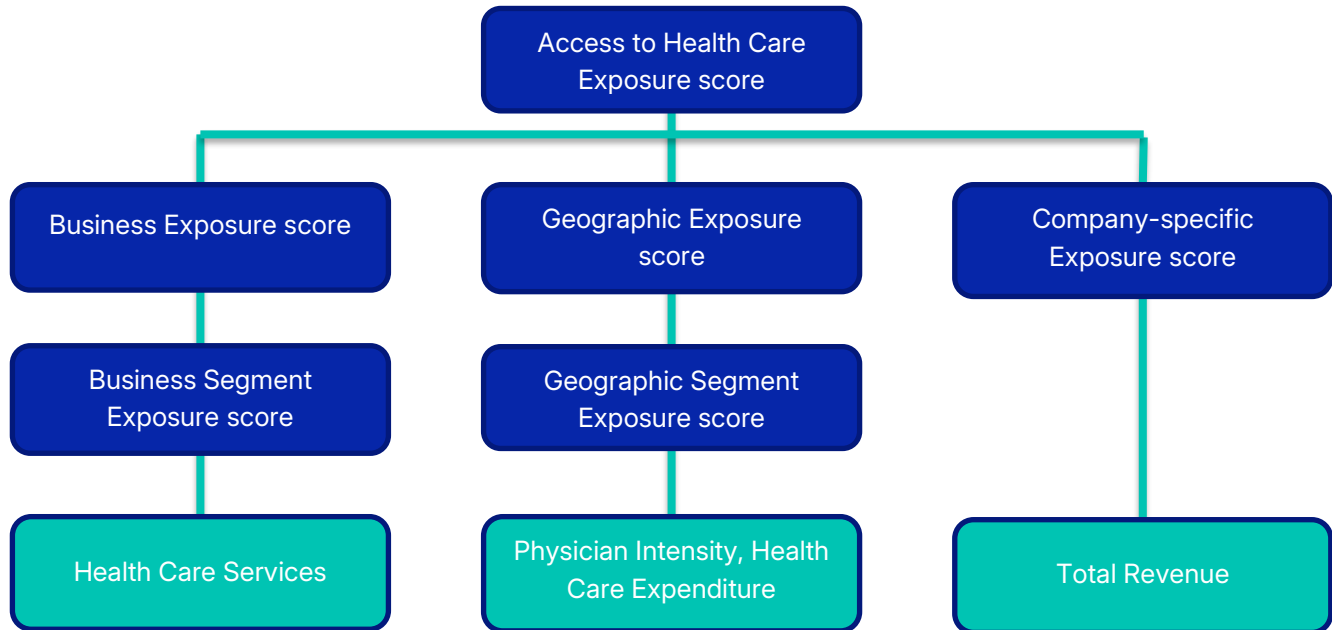 Access to Health Care
Exposure score
Business Exposure score
Geographic Exposure
score
Company-specific
Exposure score
Business Segment
Exposure score
Geographic Segment
Exposure score
Health Care Services
Physician Intensity, Health
Care Expenditure
Total Revenue